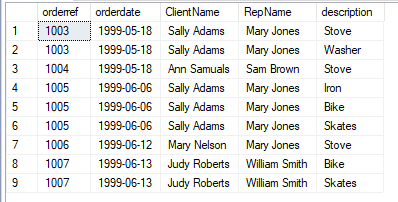 orderref orderdate ClientName RepName description
1 1003 1999-05-18 Sally Adams Mary Jones Stove
2 1003 1999-05-18 Sally Adams Mary Jones Washer
3 1004 1999-05-18 Ann Samuals Sam Brown Stove
4 1005 1999-06-06 Sally Adams Mary Jones Iron
5 1005 1999-06-06 Sally Adams Mary Jones Bike
6 1005 1999-06-06 Sally Adams Mary Jones Skates
7 1006 1999-06-12 Mary Nelson Mary Jones Stove
8 1007 1999-06-13 Judy Roberts William Smith Bike
9 1007 1999-06-13 Judy Roberts William Smith Skates